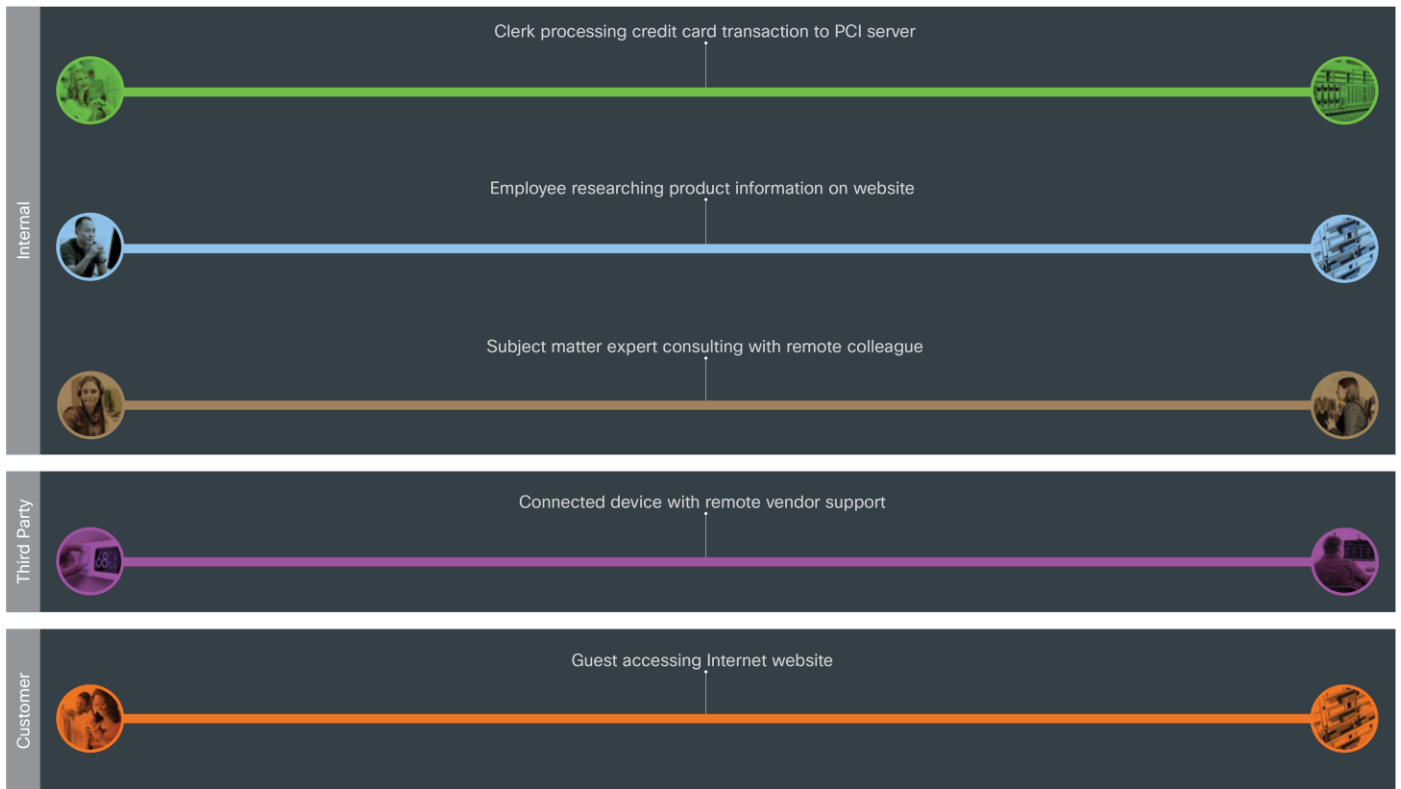 Internal
Clerk processing credit card transaction to PCI server
Employee researching product information on website
Subject matter expert consulting with remote colleague
Third Party
Connected device with remote vendor support
68
Customer
Guest accessing Internet website